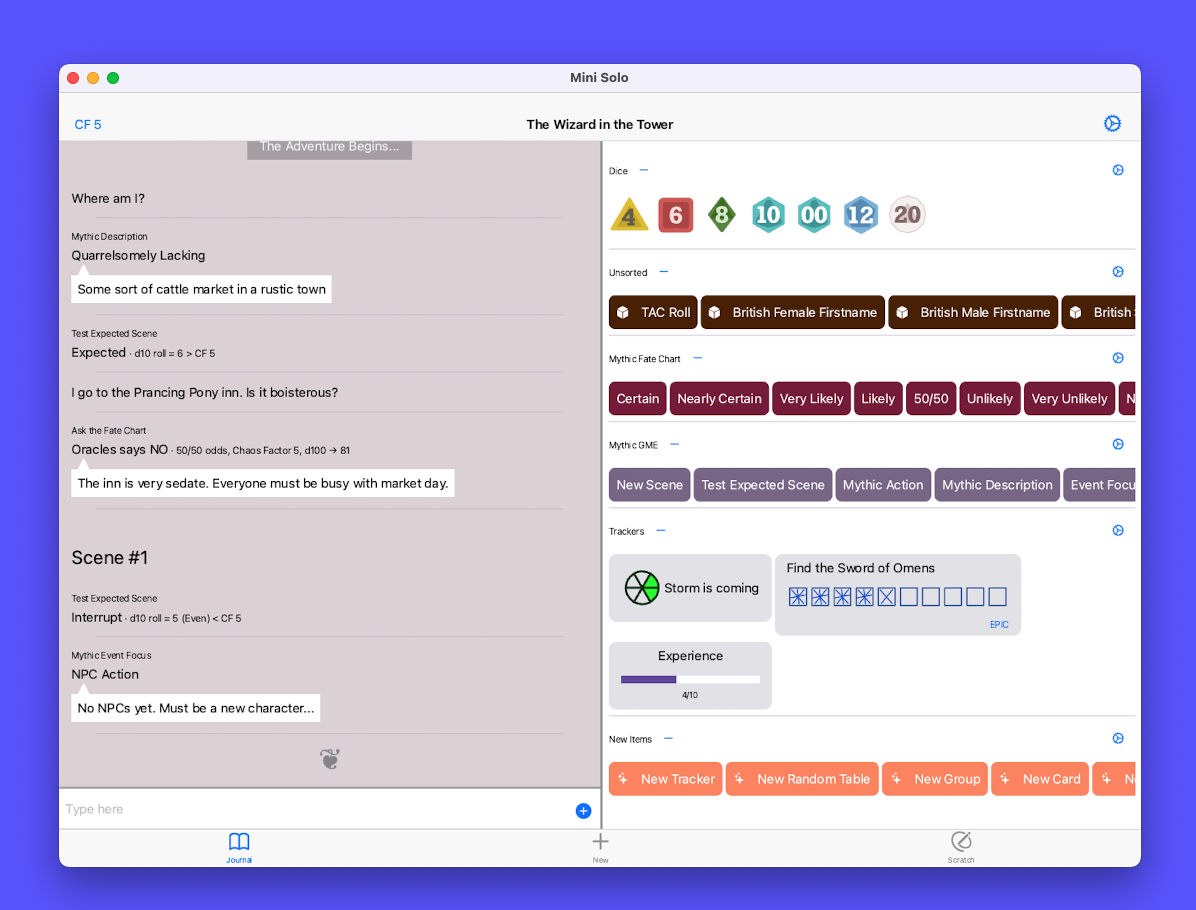 Mini Solo
CF 5
The Wizard in the Tower
The Adventure Begins...
Where am I?
Mythic Description
Quarrelsomely Lacking
Some sort of cattle market in a rustic town
Test Expected Scene
Expected · d10 roll = 6 > CF 5
I go to the Prancing Pony inn. Is it boisterous?
Ask the Fate Chart
Oracles says NO · 50/50 odds, Chaos Factor 5, d100 → 81
The inn is very sedate. Everyone must be busy with market day.
Scene #1
Test Expected Scene
Interrupt · d10 roll = 5 (Even) < CF 5
Mythic Event Focus
NPC Action
No NPCs yet. Must be a new character...
Type here
Dice
4 6 8 10 00 12 20
Unsorted
TAC Roll British Female Firstname British Male Firstname British
Mythic Fate Chart
Certain Nearly Certain Very Likely Likely 50/50 Unlikely Very Unlikely N
Mythic GME
New Scene Test Expected Scene Mythic Action Mythic Description Event Focu
Trackers
Storm is coming
Find the Sword of Omens
EPIC
Experience
4/10
New Items
New Tracker New Random Table New Group New Card N
Journal New Scratch